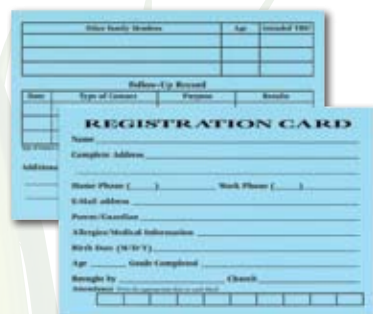 Other Family Members Age Attended VBS?
Follow-Up Record
Date Type of Contact Purpose Results
REGISTRATION CARD
Name
Complete Address
Home Phone ( ) Work Phone ( )
E-Mail address
Parent/Guardian
Allergies/Medical Information
Birth Date (M/D/Y)
Age Grade Completed
Brought by Church
Attendance
Additiona